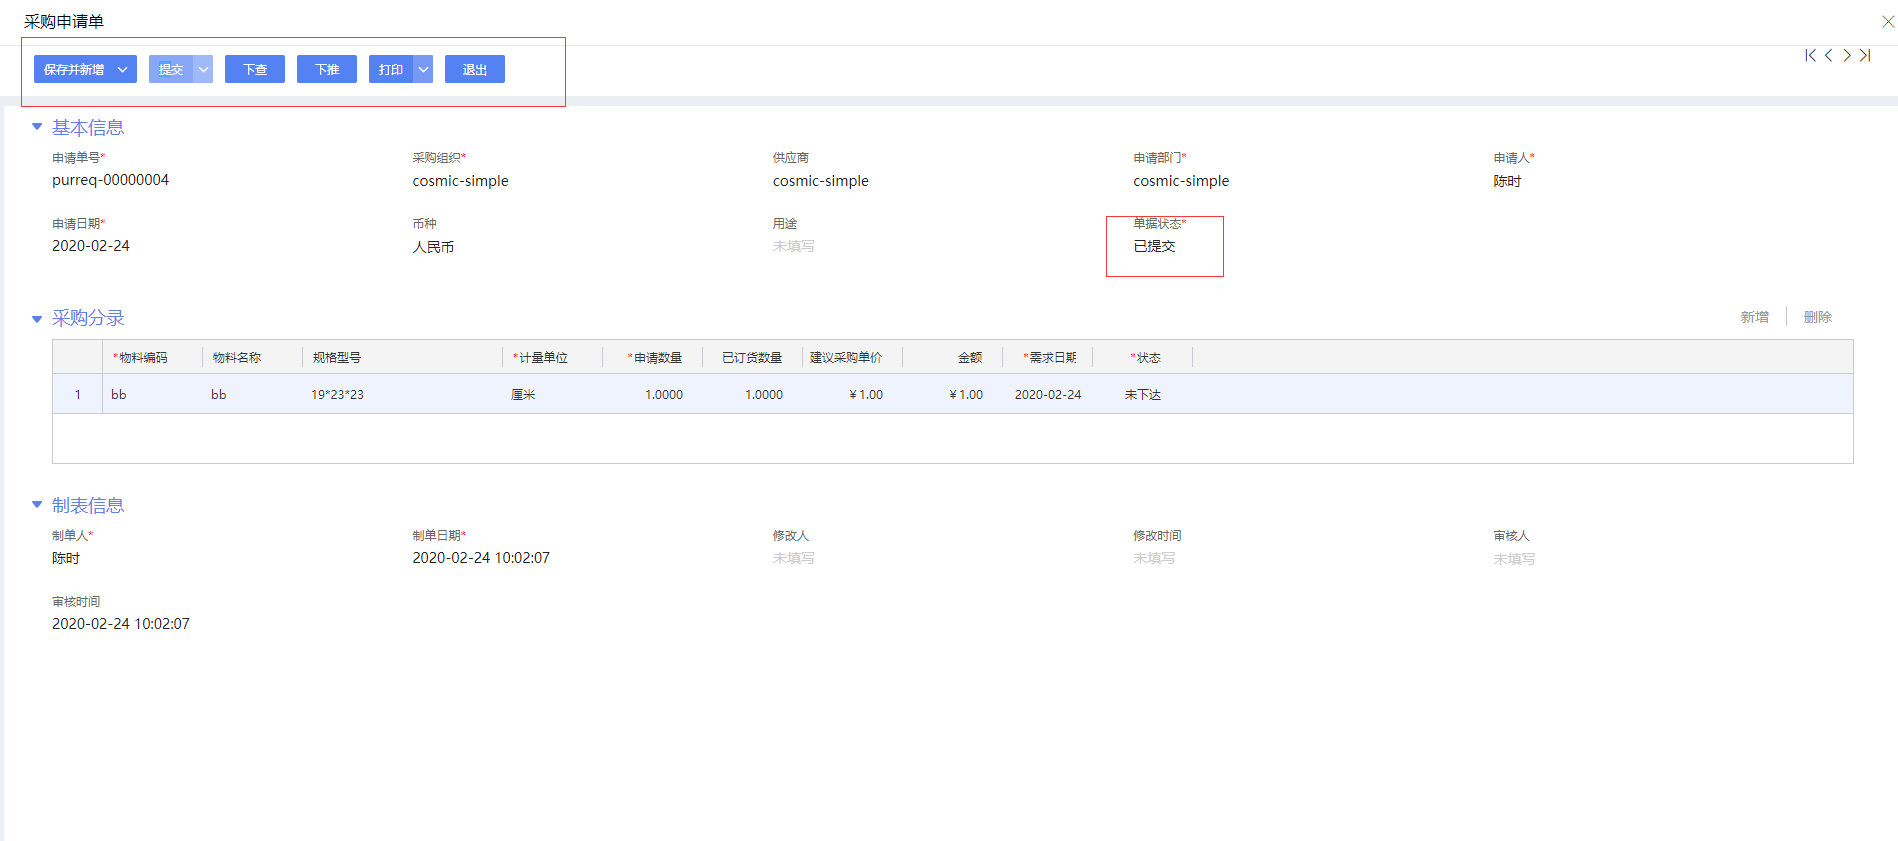 采购申请单
保存并新增 提交 下查 下推 打印 退出
基本信息
申请单号* 采购组织* 供应商 申请部门* 申请人*
purreq-00000004 cosmic-simple cosmic-simple cosmic-simple 陈时
申请日期* 币种 用途 单据状态*
2020-02-24 人民币 未填写 已提交
采购分录 新增 删除
*物料编码 物料名称 规格型号 *计量单位 *申请数量 已订货数量 建议采购单价 金额 *需求日期 *状态
1 bb bb 19*23*23 厘米 1.0000 1.0000 ¥1.00 ¥1.00 2020-02-24 未下达
制表信息
制单人* 制单日期* 修改人 修改时间 审核人
陈时 2020-02-24 10:02:07 未填写 未填写 未填写
审核时间
2020-02-24 10:02:07